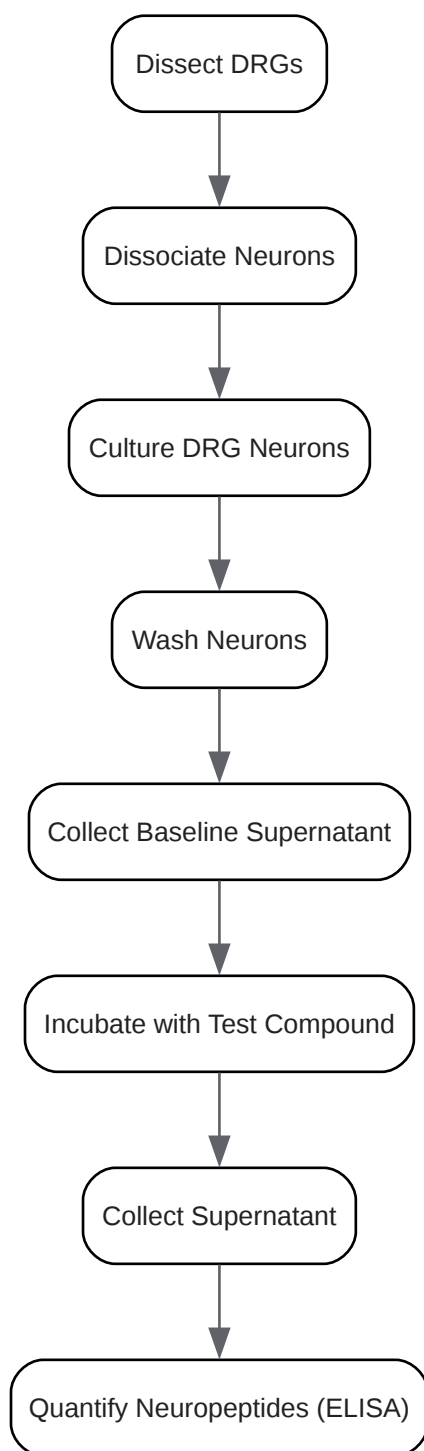 Dissect DRGs
Dissociate Neurons
Culture DRG Neurons
Wash Neurons
Collect Baseline Supernatant
Incubate with Test Compound
Collect Supernatant
Quantify Neuropeptides (ELISA)